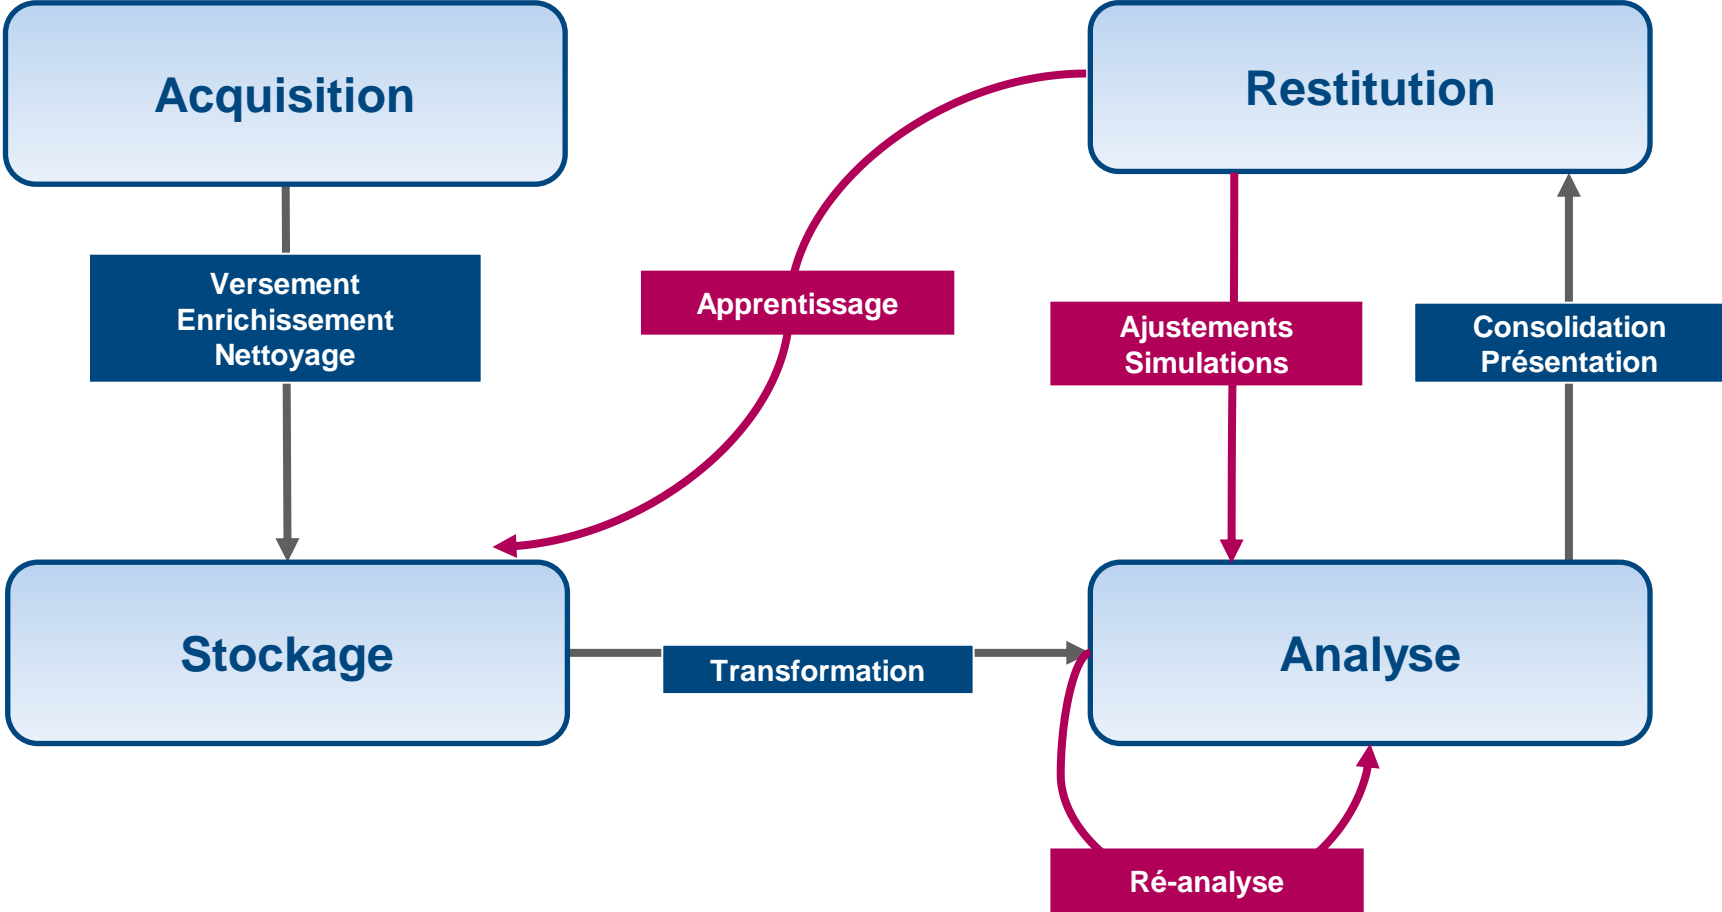 Acquisition
Restitution
Versement
Enrichissement
Nettoyage
Apprentissage
Ajustements
Simulations
Consolidation
Présentation
Stockage
Transformation
Analyse
Ré-analyse